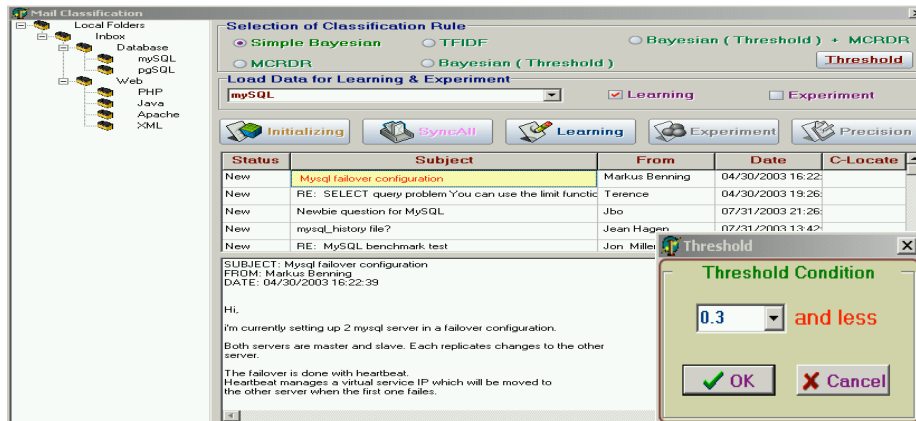 Mail Classification
Local Folders
Inbox
Database
mySQL
pgSQL
Web
PHP
Java
Apache
XML
Selection of Classification Rule
Simple Bayesian
TFIDF
Bayesian ( Threshold ) + MCRDR
MCRDR
Bayesian ( Threshold )
Threshold
Load Data for Learning & Experiment
mySQL
Learning
Experiment
Initializing
SyncAll
Learning
Experiment
Precision
Status Subject From Date C-Locate
New Mysql failover configuration Markus Benning 04/30/2003 16:22:
New RE: SELECT query problem You can use the limit functic Terence 04/30/2003 19:26:
New Newbie question for MySQL Jbo 07/31/2003 21:26:
New mysql_history file? Jean Hagen 07/31/2003 13:42:
New RE: MySQL benchmark test Jon Miller
SUBJECT: Mysql failover configuration
FROM: Markus Benning
DATE: 04/30/2003 16:22:39
Hi,
i'm currently setting up 2 mysql server in a failover configuration.
Both servers are master and slave. Each replicates changes to the other
server.
The failover is done with heartbeat.
Heartbeat manages a virtual service IP which will be moved to
the other server when the first one failes.
Threshold
Threshold Condition
0.3 and less
OK
Cancel